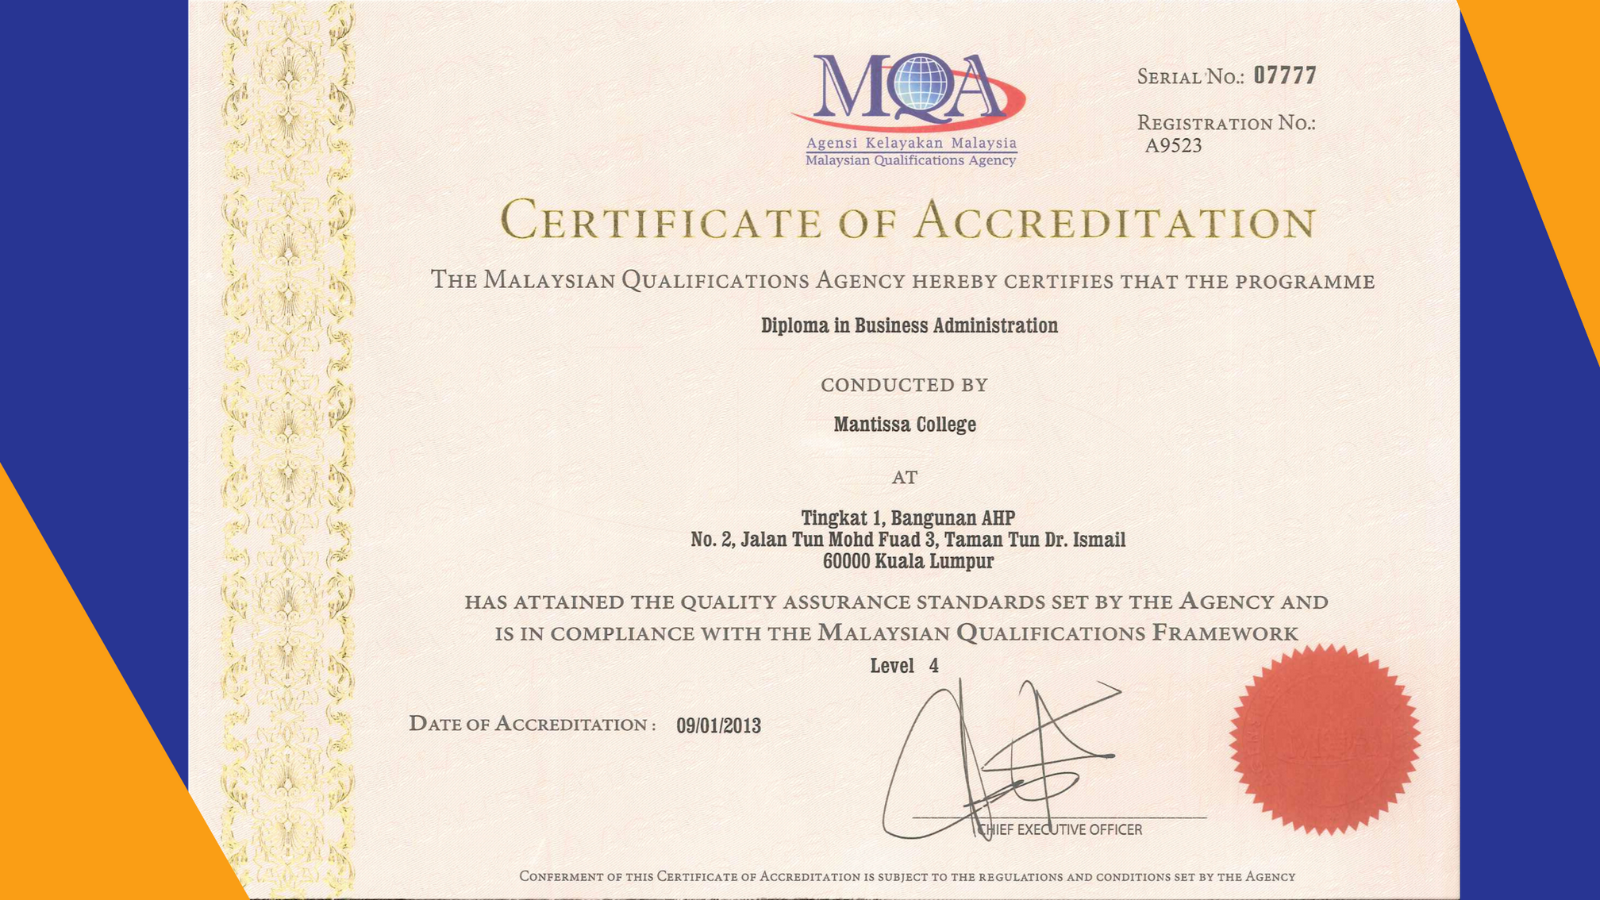 MQA
Agensi Kelayakan Malaysia
Malaysian Qualifications Agency
Serial No.: 07777
Registration No.:
A9523
Certificate of Accreditation
The Malaysian Qualifications Agency hereby certifies that the programme
Diploma in Business Administration
conducted by
Mantissa College
at
Tingkat 1, Bangunan AHP
No. 2, Jalan Tun Mohd Fuad 3, Taman Tun Dr. Ismail
60000 Kuala Lumpur
has attained the quality assurance standards set by the Agency and
is in compliance with the Malaysian Qualifications Framework
Level 4
Date of Accreditation : 09/01/2013
CHIEF EXECUTIVE OFFICER
Conferment of this Certificate of Accreditation is subject to the regulations and conditions set by the Agency